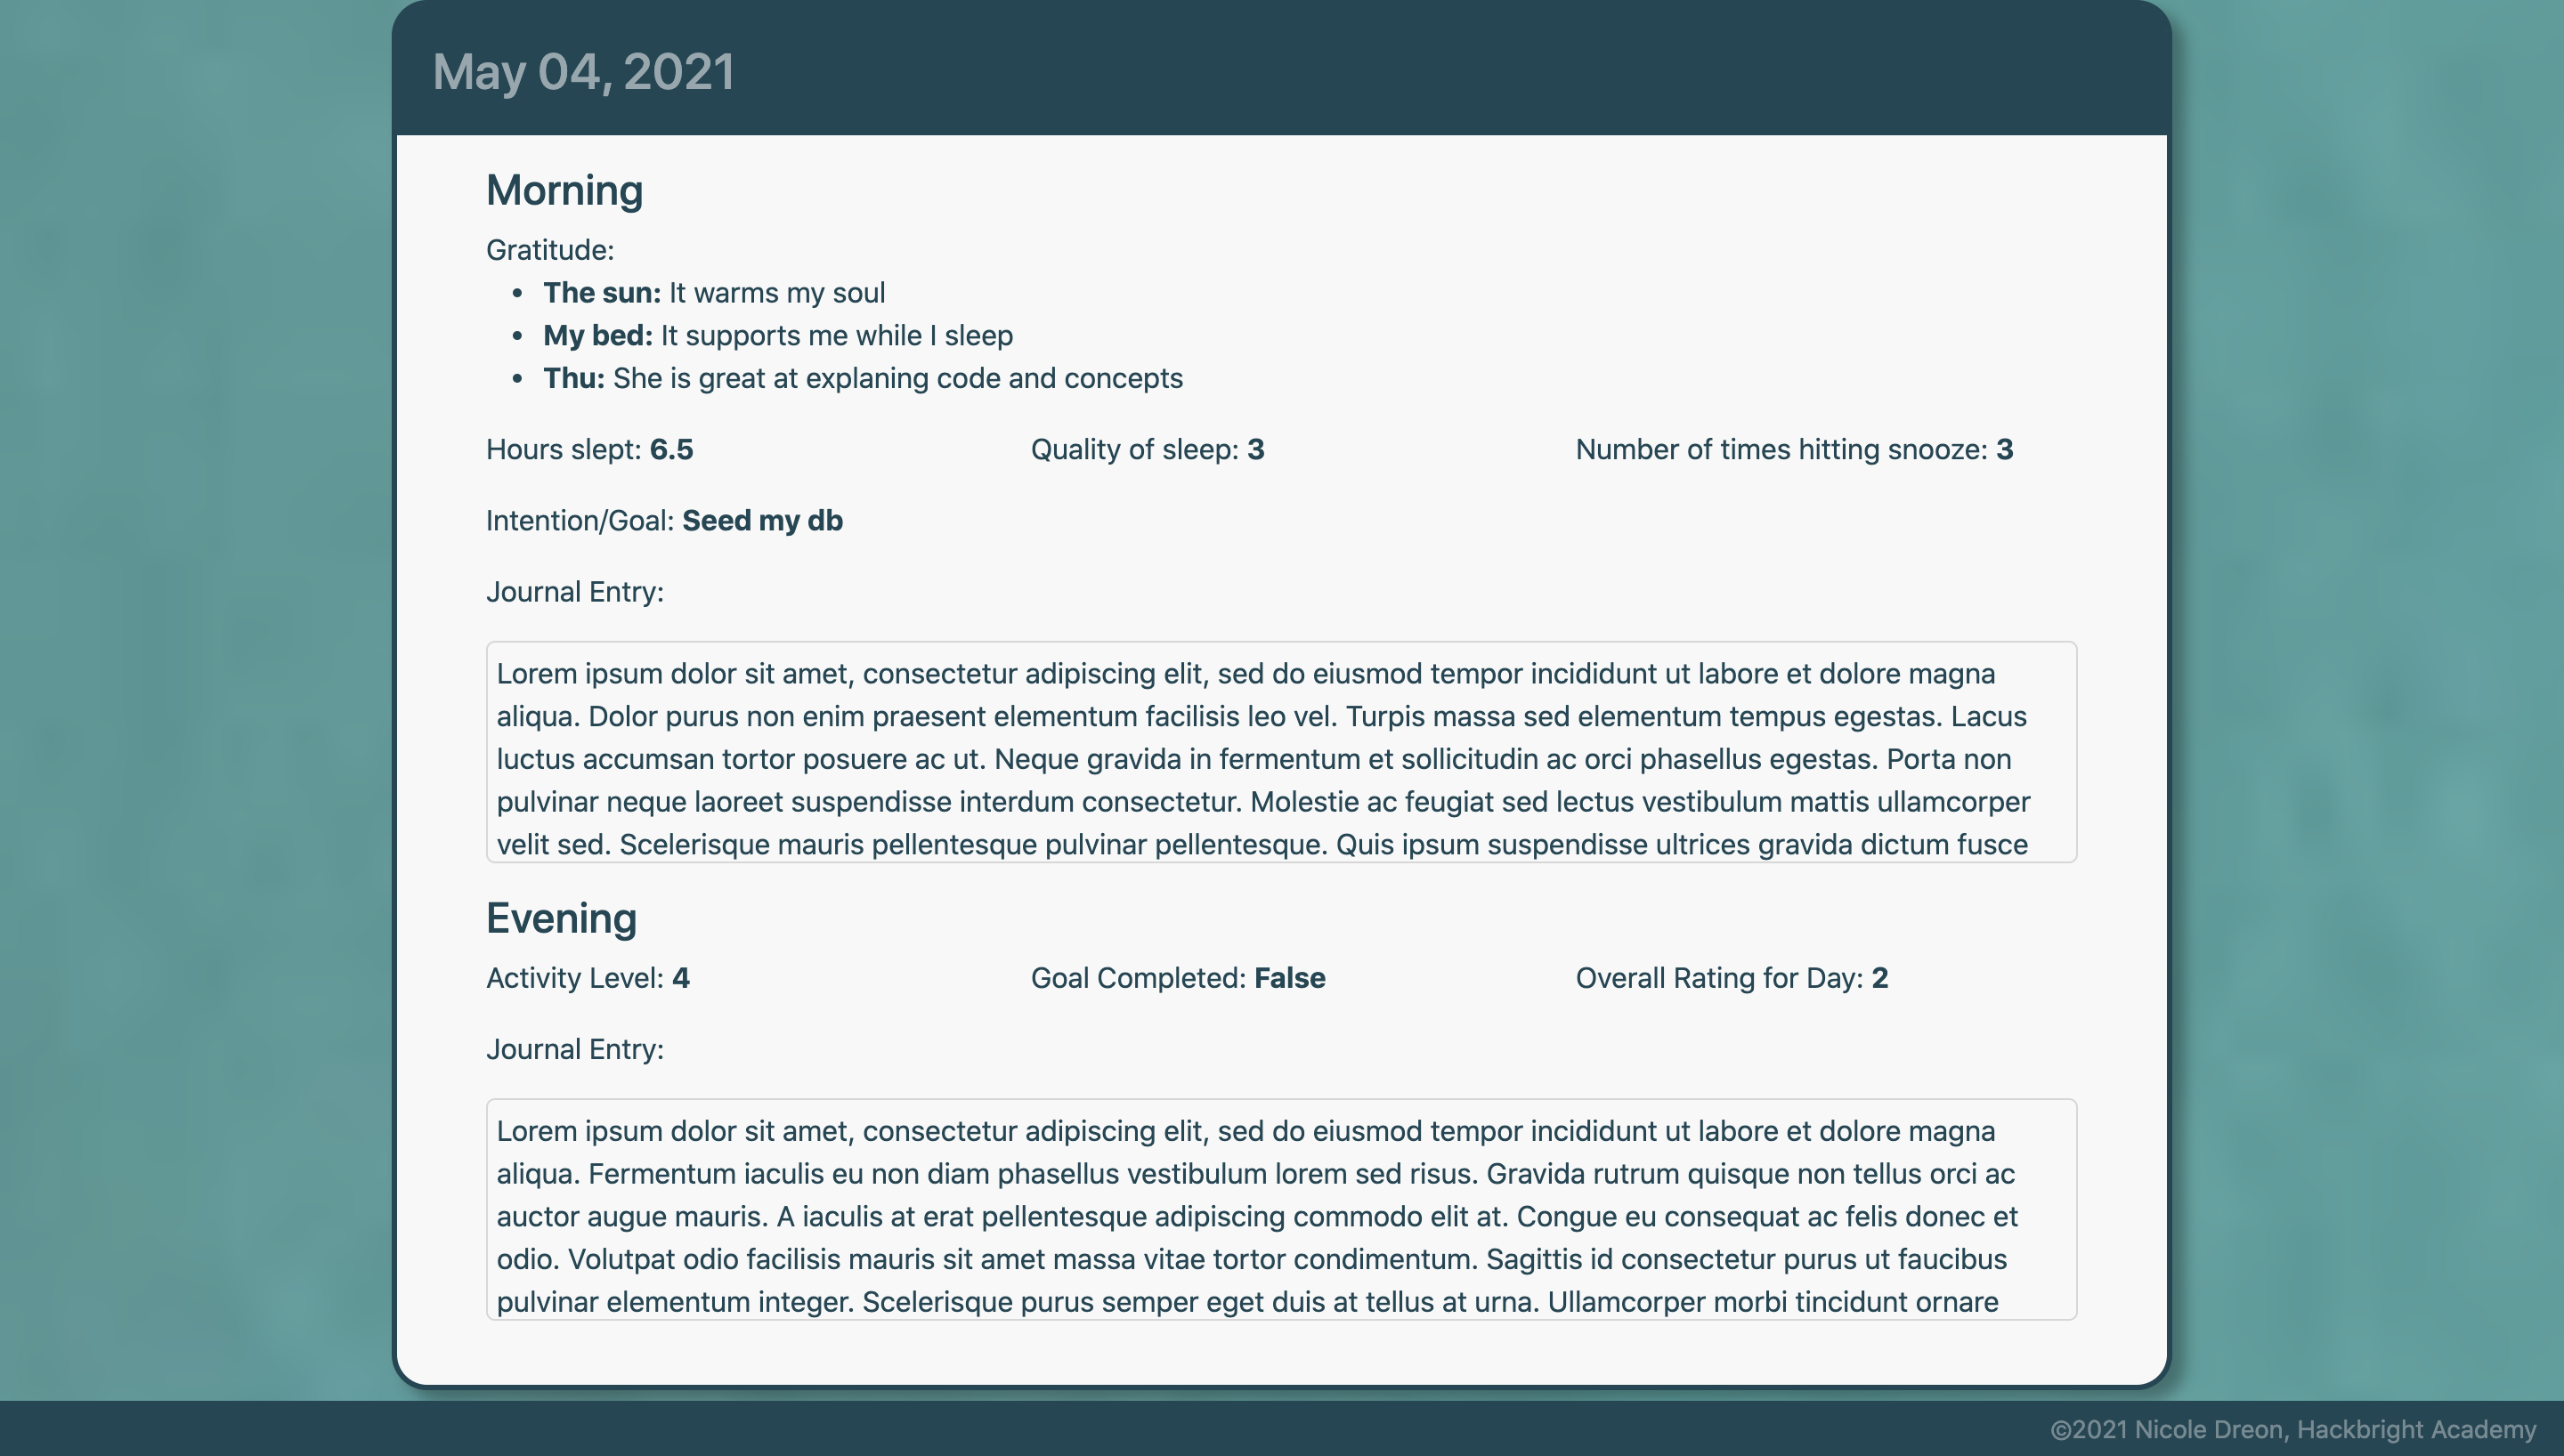 May 04, 2021
Morning
Gratitude:
• The sun: It warms my soul
• My bed: It supports me while I sleep
• Thu: She is great at explaning code and concepts
Hours slept: 6.5 Quality of sleep: 3 Number of times hitting snooze: 3
Intention/Goal: Seed my db
Journal Entry:
Lorem ipsum dolor sit amet, consectetur adipiscing elit, sed do eiusmod tempor incididunt ut labore et dolore magna
aliqua. Dolor purus non enim praesent elementum facilisis leo vel. Turpis massa sed elementum tempus egestas. Lacus
luctus accumsan tortor posuere ac ut. Neque gravida in fermentum et sollicitudin ac orci phasellus egestas. Porta non
pulvinar neque laoreet suspendisse interdum consectetur. Molestie ac feugiat sed lectus vestibulum mattis ullamcorper
velit sed. Scelerisque mauris pellentesque pulvinar pellentesque. Quis ipsum suspendisse ultrices gravida dictum fusce
Evening
Activity Level: 4 Goal Completed: False Overall Rating for Day: 2
Journal Entry:
Lorem ipsum dolor sit amet, consectetur adipiscing elit, sed do eiusmod tempor incididunt ut labore et dolore magna
aliqua. Fermentum iaculis eu non diam phasellus vestibulum lorem sed risus. Gravida rutrum quisque non tellus orci ac
auctor augue mauris. A iaculis at erat pellentesque adipiscing commodo elit at. Congue eu consequat ac felis donec et
odio. Volutpat odio facilisis mauris sit amet massa vitae tortor condimentum. Sagittis id consectetur purus ut faucibus
pulvinar elementum integer. Scelerisque purus semper eget duis at tellus at urna. Ullamcorper morbi tincidunt ornare
©2021 Nicole Dreon, Hackbright Academy